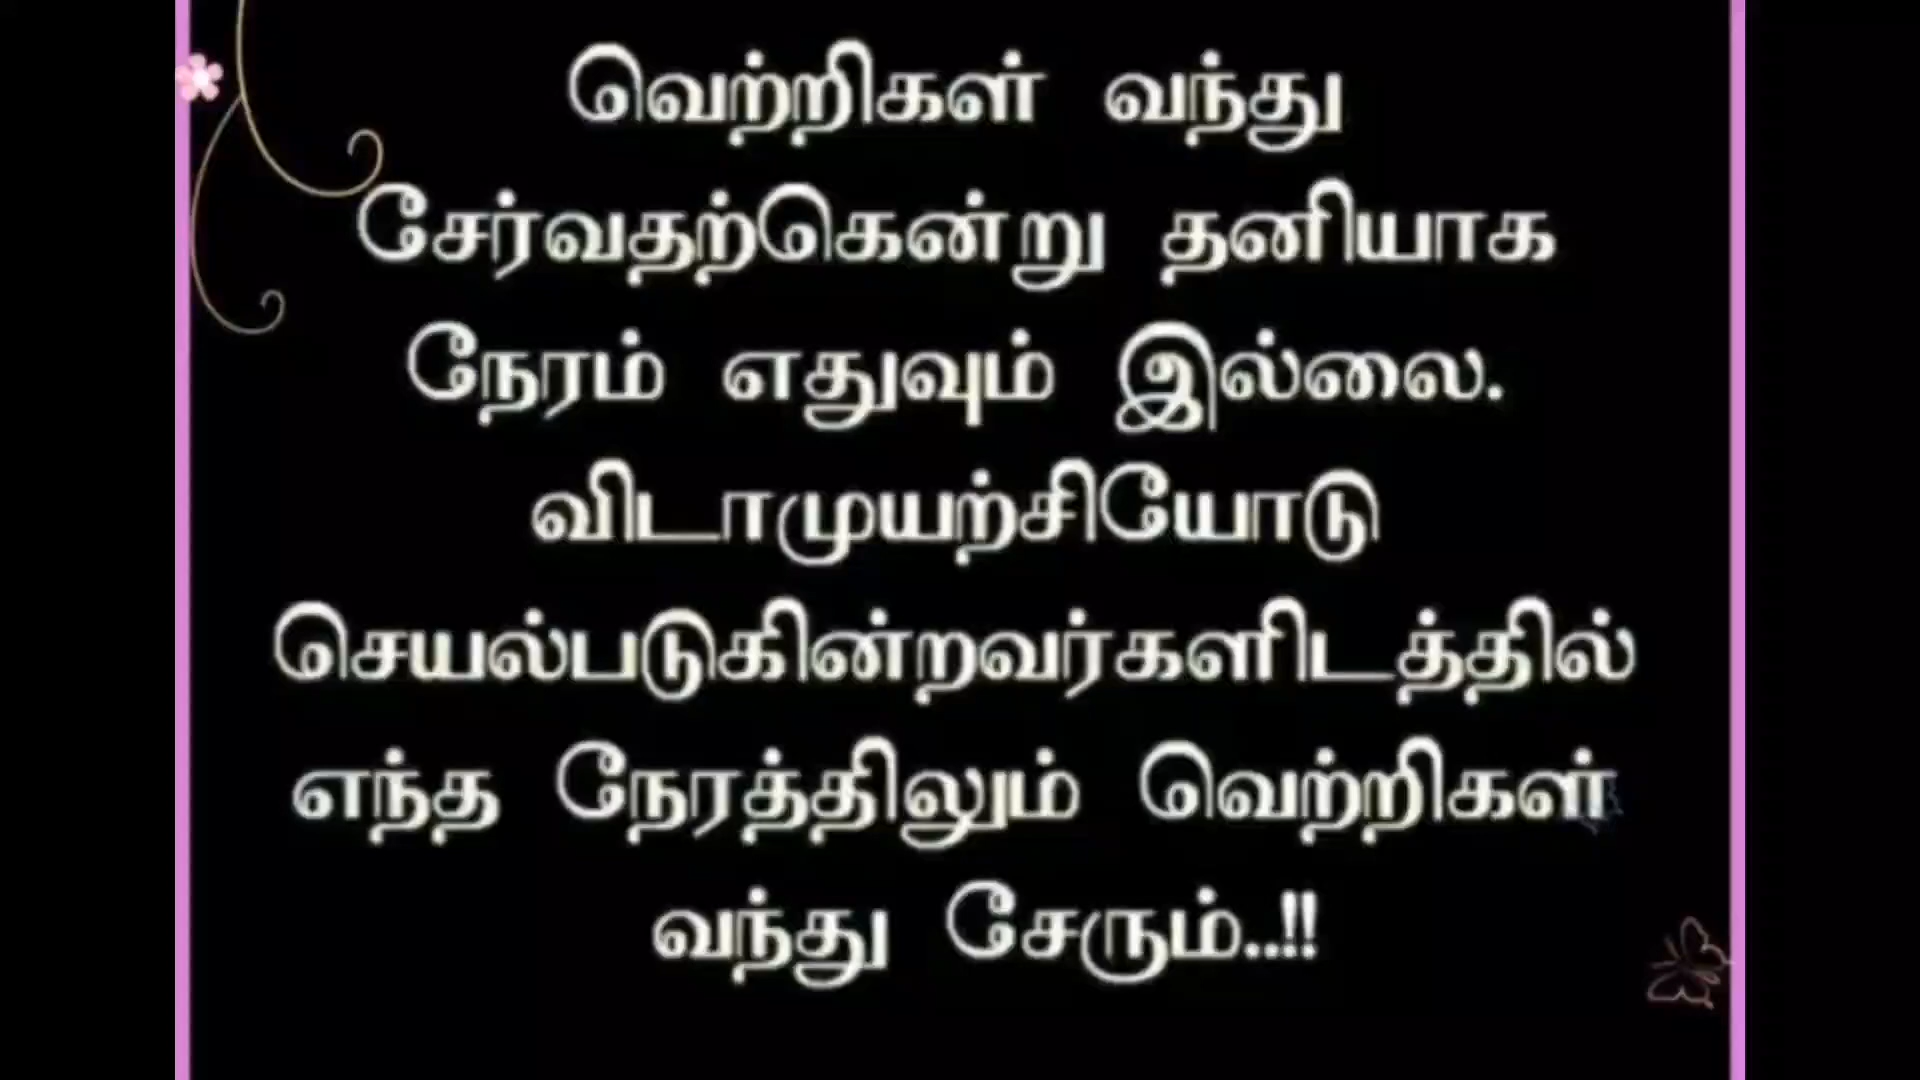 வெற்றிகள் வந்து
சேர்வதற்கென்று தனியாக
நேரம் எதுவும் இல்லை.
விடாமுயற்சியோடு
செயல்படுகின்றவர்களிடத்தில்
எந்த நேரத்திலும் வெற்றிகள்
வந்து சேரும்..!!